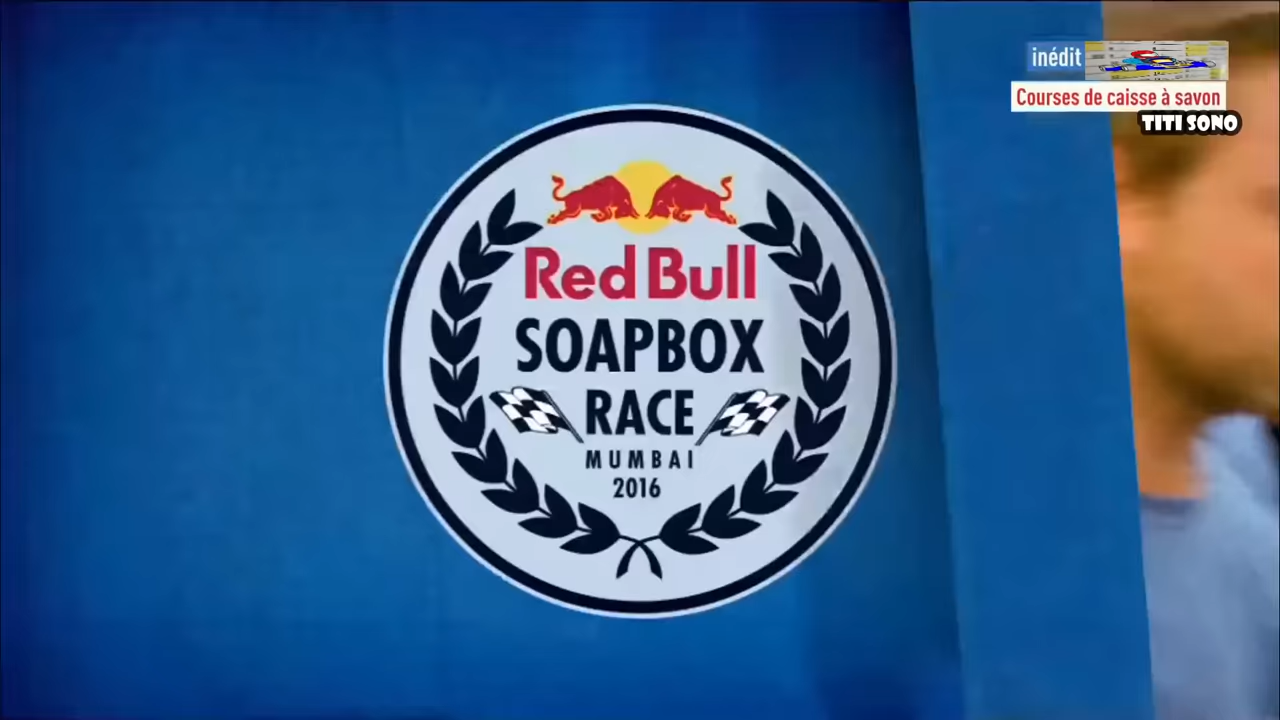 inédit
Courses de caisse à savon
TITI SONO
Red Bull
SOAPBOX
RACE
MUMBAI
2016